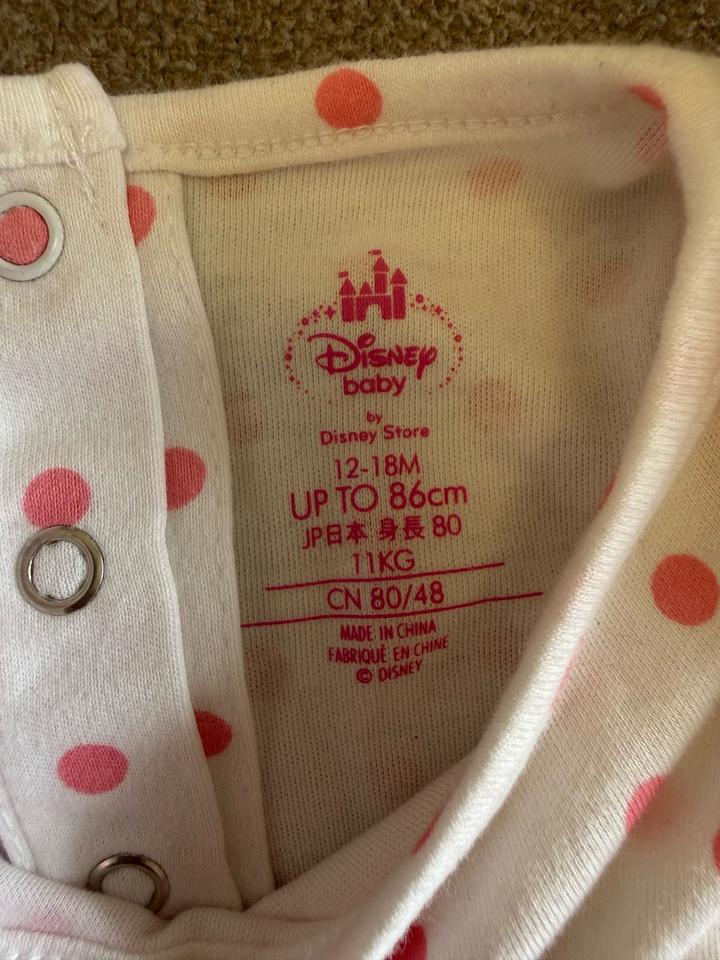 Disney
baby
by
Disney Store
12-18M
UP TO 86cm
JP日本 身長 80
11KG
CN 80/48
MADE IN CHINA
FABRIQUÉ EN CHINE
© DISNEY